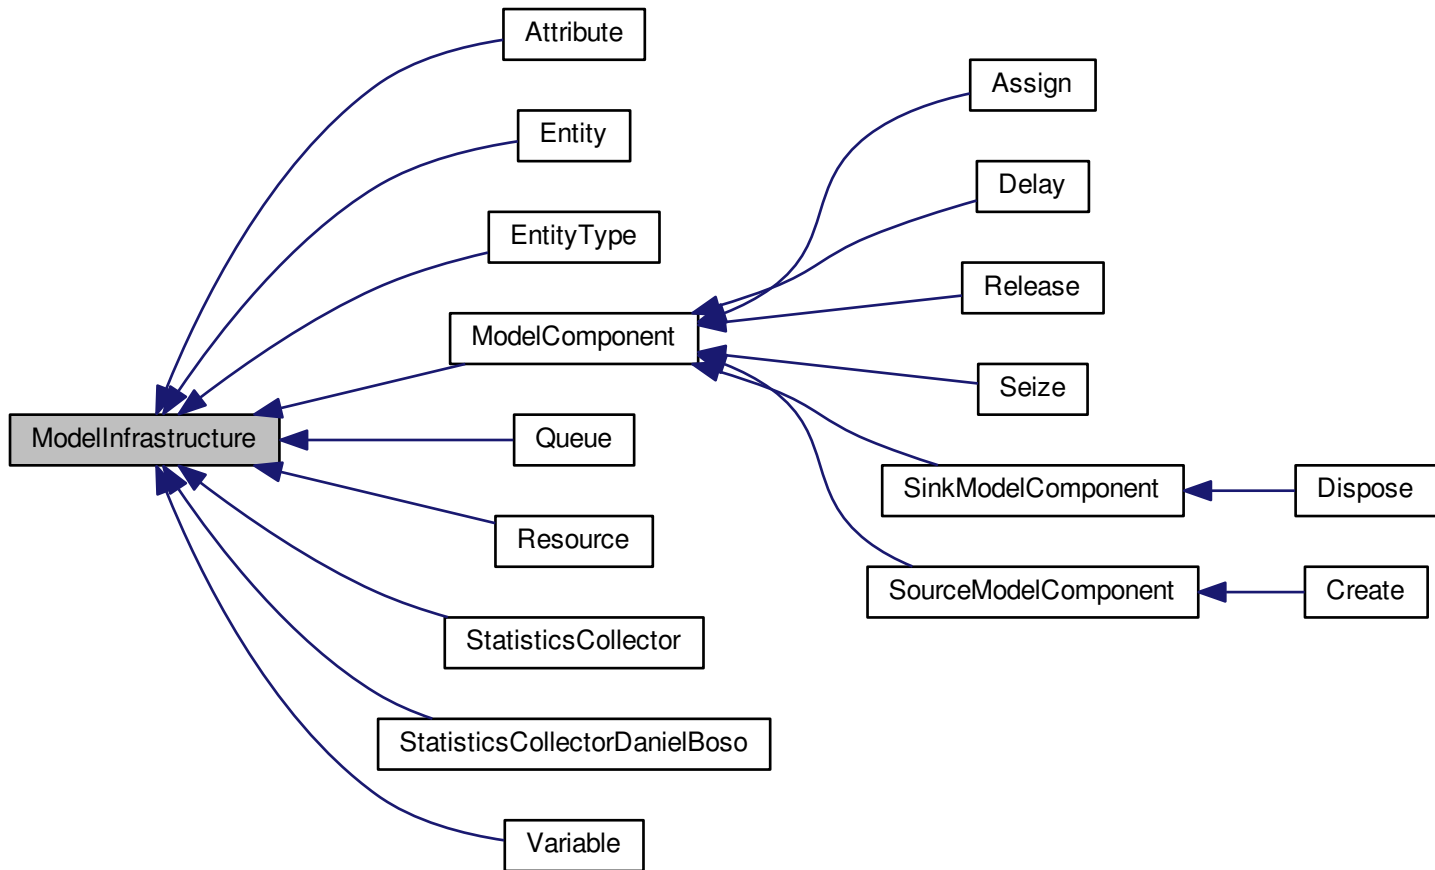 Attribute
Assign
Entity
Delay
EntityType
Release
ModelComponent
Seize
ModelInfrastructure
Queue
SinkModelComponent
Dispose
Resource
SourceModelComponent
Create
StatisticsCollector
StatisticsCollectorDanielBoso
Variable